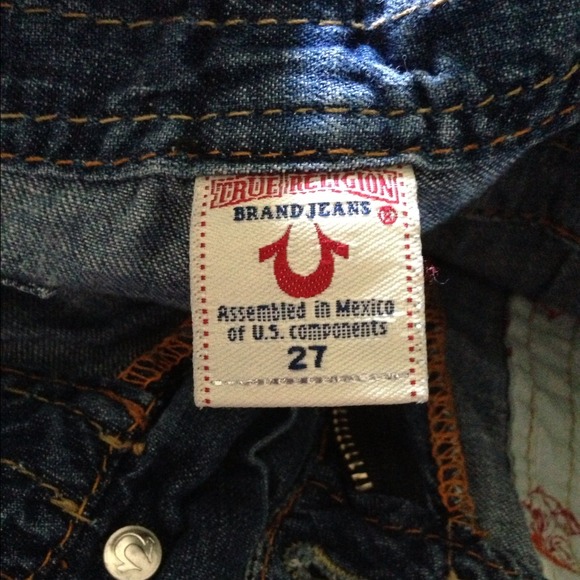 TRUE RELIGION
BRAND JEANS ®
Assembled in Mexico
of U.S. components
27